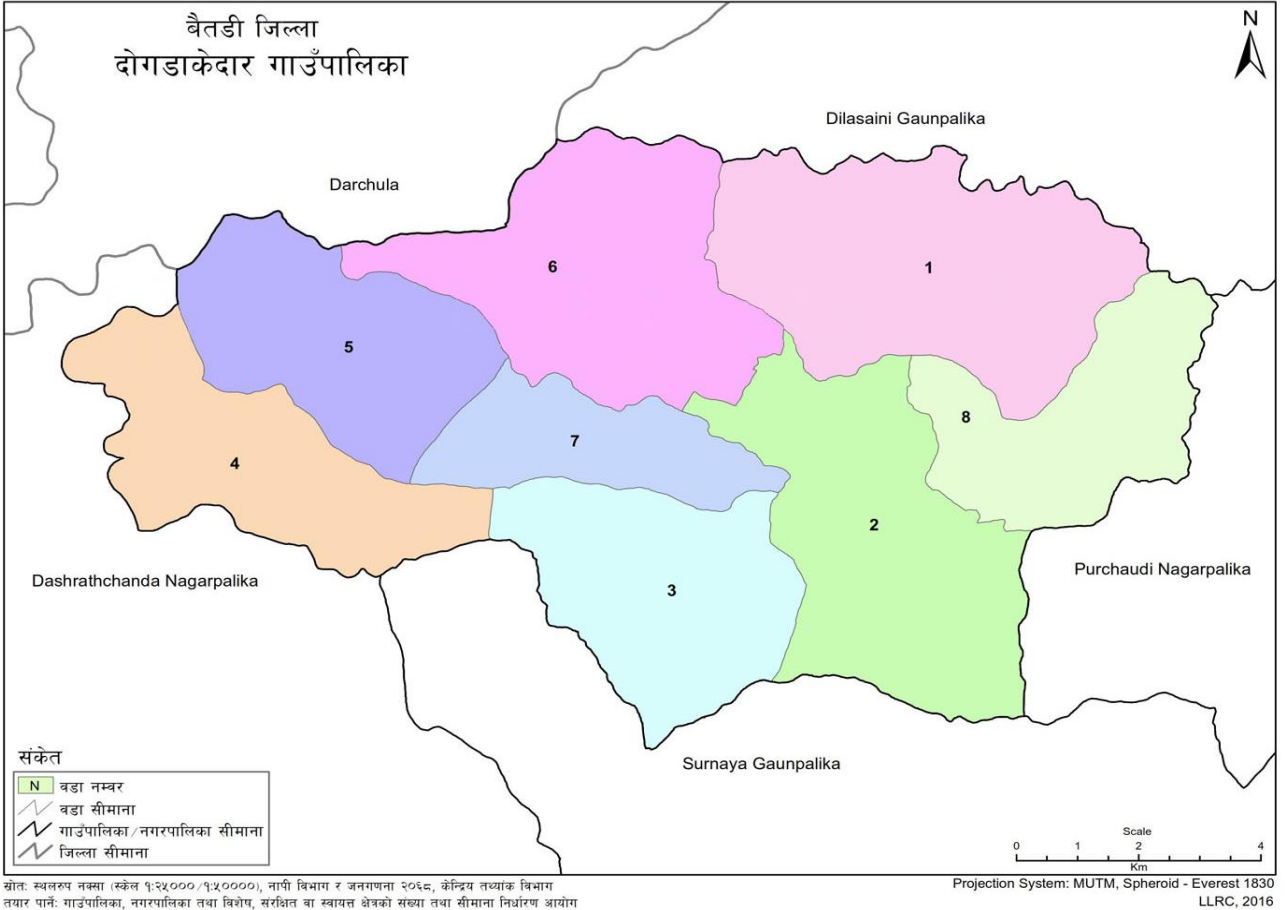 बैतडी जिल्ला
दोगडाकेदार गाउँपालिका
N
Dilasaini Gaunpalika
Darchula
6
1
5
8
7
4
2
Dashrathchanda Nagarpalika
Purchaudi Nagarpalika
3
Surnaya Gaunpalika
संकेत
N वडा नम्बर
वडा सीमाना
गाउँपालिका/नगरपालिका सीमाना
जिल्ला सीमाना
Scale
0 1 2 4
Km
स्रोतः स्थलरुप नक्सा (स्केल १:२५०००/१:५००००), नापी विभाग र जनगणना २०६८, केन्द्रिय तथ्यांक विभाग
तयार पार्नेः गाउँपालिका, नगरपालिका तथा विशेष, संरक्षित वा स्वायत्त क्षेत्रको संख्या तथा सीमाना निर्धारण आयोग
Projection System: MUTM, Spheroid - Everest 1830
LLRC, 2016